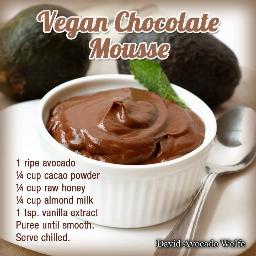 Vegan Chocolate
Mousse
1 ripe avocado
¼ cup cacao powder
¼ cup raw honey
¼ cup almond milk
1 tsp. vanilla extract
Puree until smooth.
Serve chilled.
David Avocado Wolfe